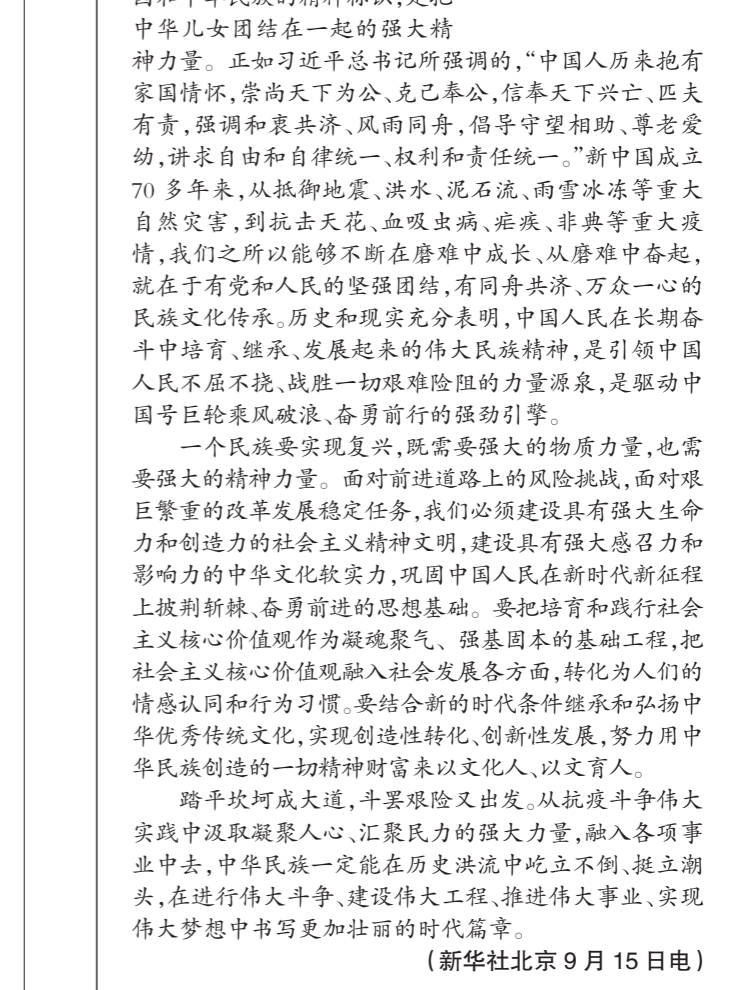 中华儿女团结在一起的强大精
神力量。正如习近平总书记所强调的，“中国人历来抱有
家国情怀，崇尚天下为公、克己奉公，信奉天下兴亡、匹夫
有责，强调和衷共济、风雨同舟，倡导守望相助、尊老爱
幼，讲求自由和自律统一、权利和责任统一。”新中国成立
70 多年来，从抵御地震、洪水、泥石流、雨雪冰冻等重大
自然灾害，到抗击天花、血吸虫病、疟疾、非典等重大疫
情，我们之所以能够不断在磨难中成长、从磨难中奋起，
就在于有党和人民的坚强团结，有同舟共济、万众一心的
民族文化传承。历史和现实充分表明，中国人民在长期奋
斗中培育、继承、发展起来的伟大民族精神，是引领中国
人民不屈不挠、战胜一切艰难险阻的力量源泉，是驱动中
国号巨轮乘风破浪、奋勇前行的强劲引擎。
一个民族要实现复兴，既需要强大的物质力量，也需
要强大的精神力量。面对前进道路上的风险挑战，面对艰
巨繁重的改革发展稳定任务，我们必须建设具有强大生命
力和创造力的社会主义精神文明，建设具有强大感召力和
影响力的中华文化软实力，巩固中国人民在新时代新征程
上披荆斩棘、奋勇前进的思想基础。要把培育和践行社会
主义核心价值观作为凝魂聚气、强基固本的基础工程，把
社会主义核心价值观融入社会发展各方面，转化为人们的
情感认同和行为习惯。要结合新的时代条件继承和弘扬中
华优秀传统文化，实现创造性转化、创新性发展，努力用中
华民族创造的一切精神财富来以文化人、以文育人。
踏平坎坷成大道，斗罢艰险又出发。从抗疫斗争伟大
实践中汲取凝聚人心、汇聚民力的强大力量，融入各项事
业中去，中华民族一定能在历史洪流中屹立不倒、挺立潮
头，在进行伟大斗争、建设伟大工程、推进伟大事业、实现
伟大梦想中书写更加壮丽的时代篇章。
（新华社北京 9 月 15 日电）